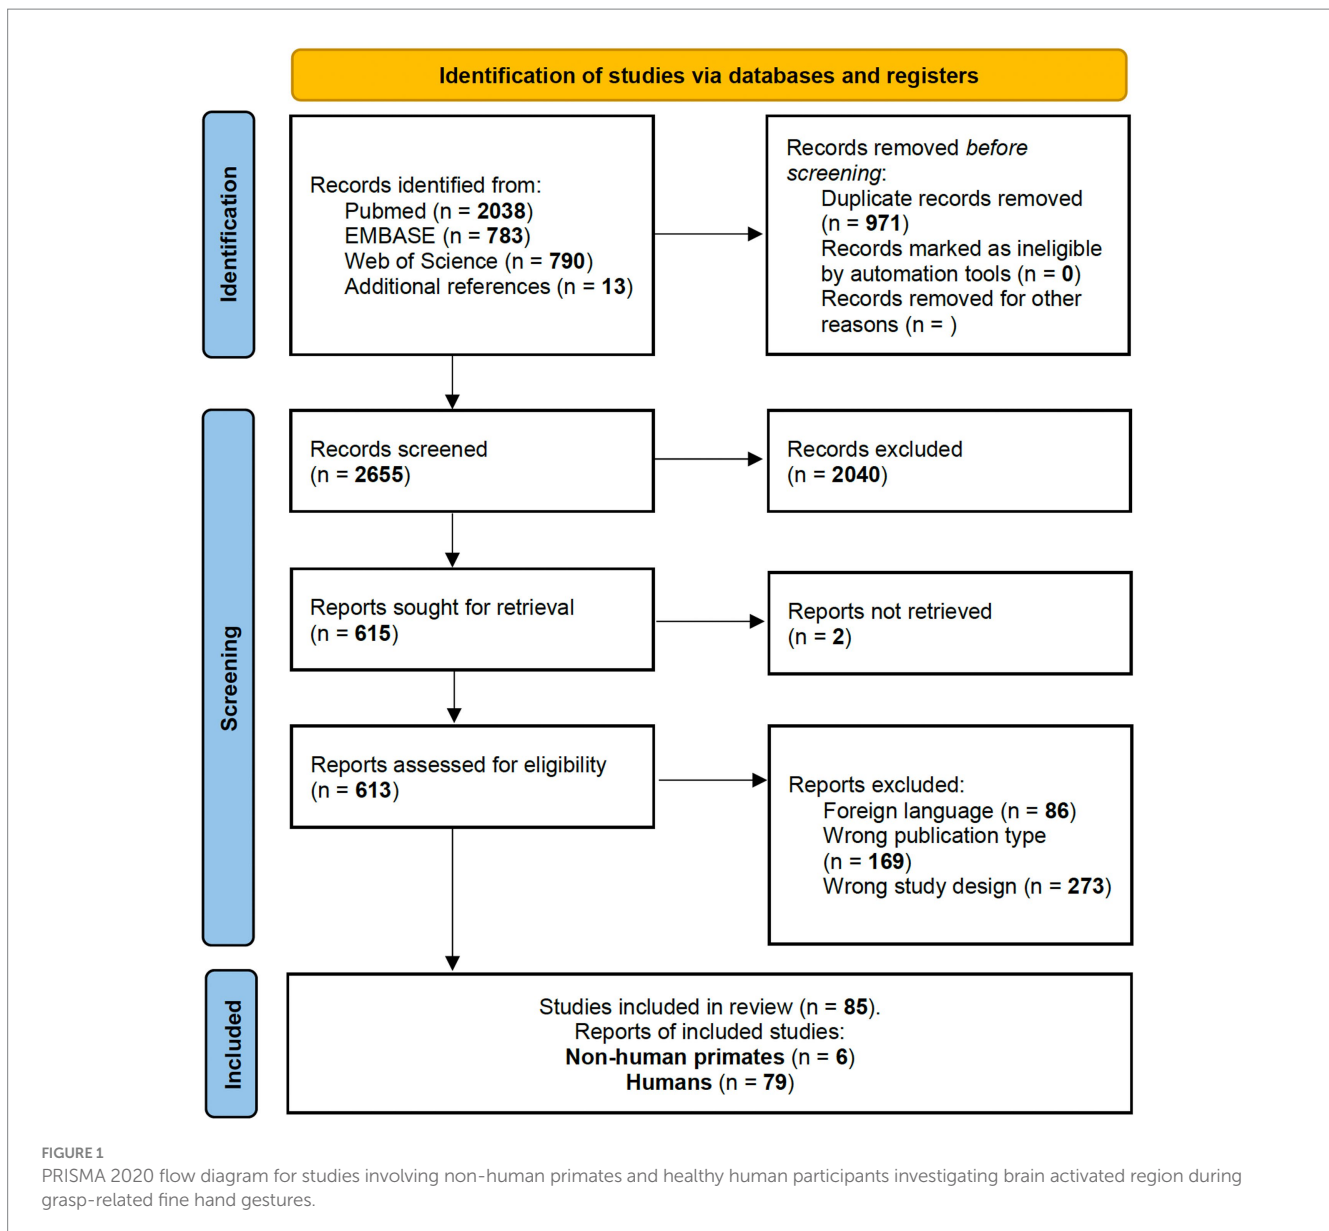 Identification of studies via databases and registers
Identification
Records identified from:
Pubmed (n = 2038)
EMBASE (n = 783)
Web of Science (n = 790)
Additional references (n = 13)
Records removed before
screening:
Duplicate records removed
(n = 971)
Records marked as ineligible
by automation tools (n = 0)
Records removed for other
reasons (n = )
Screening
Records screened
(n = 2655)
Records excluded
(n = 2040)
Reports sought for retrieval
(n = 615)
Reports not retrieved
(n = 2)
Reports assessed for eligibility
(n = 613)
Reports excluded:
Foreign language (n = 86)
Wrong publication type
(n = 169)
Wrong study design (n = 273)
Included
Studies included in review (n = 85).
Reports of included studies:
Non-human primates (n = 6)
Humans (n = 79)
FIGURE 1
PRISMA 2020 flow diagram for studies involving non-human primates and healthy human participants investigating brain activated region during
grasp-related fine hand gestures.